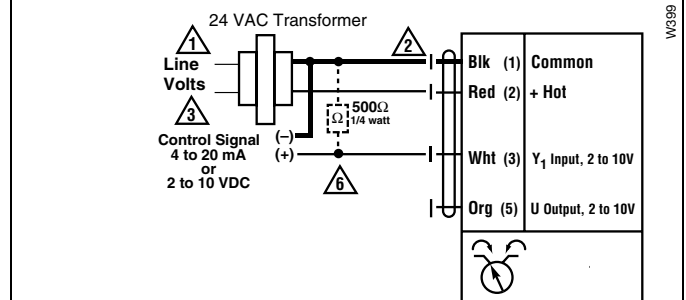 24 VAC Transformer
W399
1
2
Line
Volts
3
Blk (1) Common
Red (2) + Hot
Ω
500Ω
1/4 watt
Control Signal
4 to 20 mA
or
2 to 10 VDC
(–)
(+)
6
Wht (3) Y1 Input, 2 to 10V
Org (5) U Output, 2 to 10V